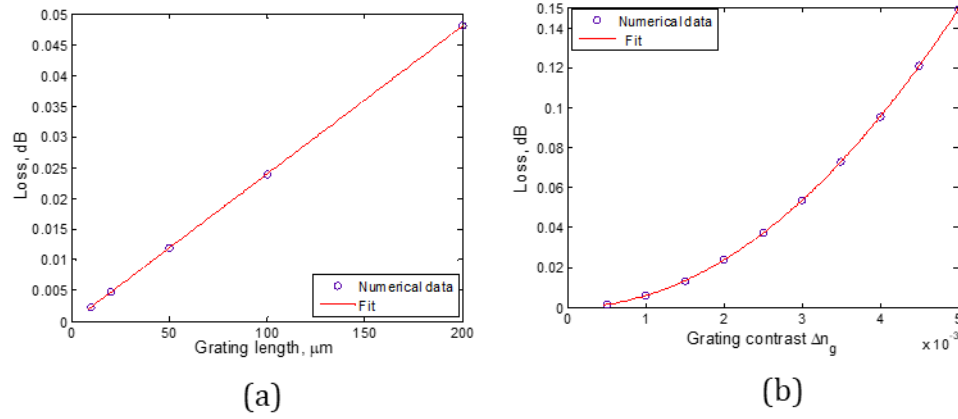 0.05
0.045
0.04
0.035
0.03
0.025
0.02
0.015
0.01
0.005
0
Loss, dB
0 50 100 150 200
Grating length, μm
Numerical data
Fit
(a)
0.15
0.12
0.10
0.08
0.06
0.04
0.02
0
Loss, dB
0 1 2 3 4 5
x 10⁻³
Grating contrast Δn_g
Numerical data
Fit
(b)